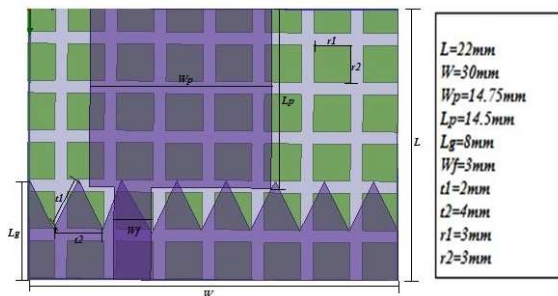 r1
r2
Wp
Lp
L
t1
Lg
t2
Wf
W
L=22mm
W=30mm
Wp=14.75mm
Lp=14.5mm
Lg=8mm
Wf=3mm
t1=2mm
t2=4mm
r1=3mm
r2=3mm